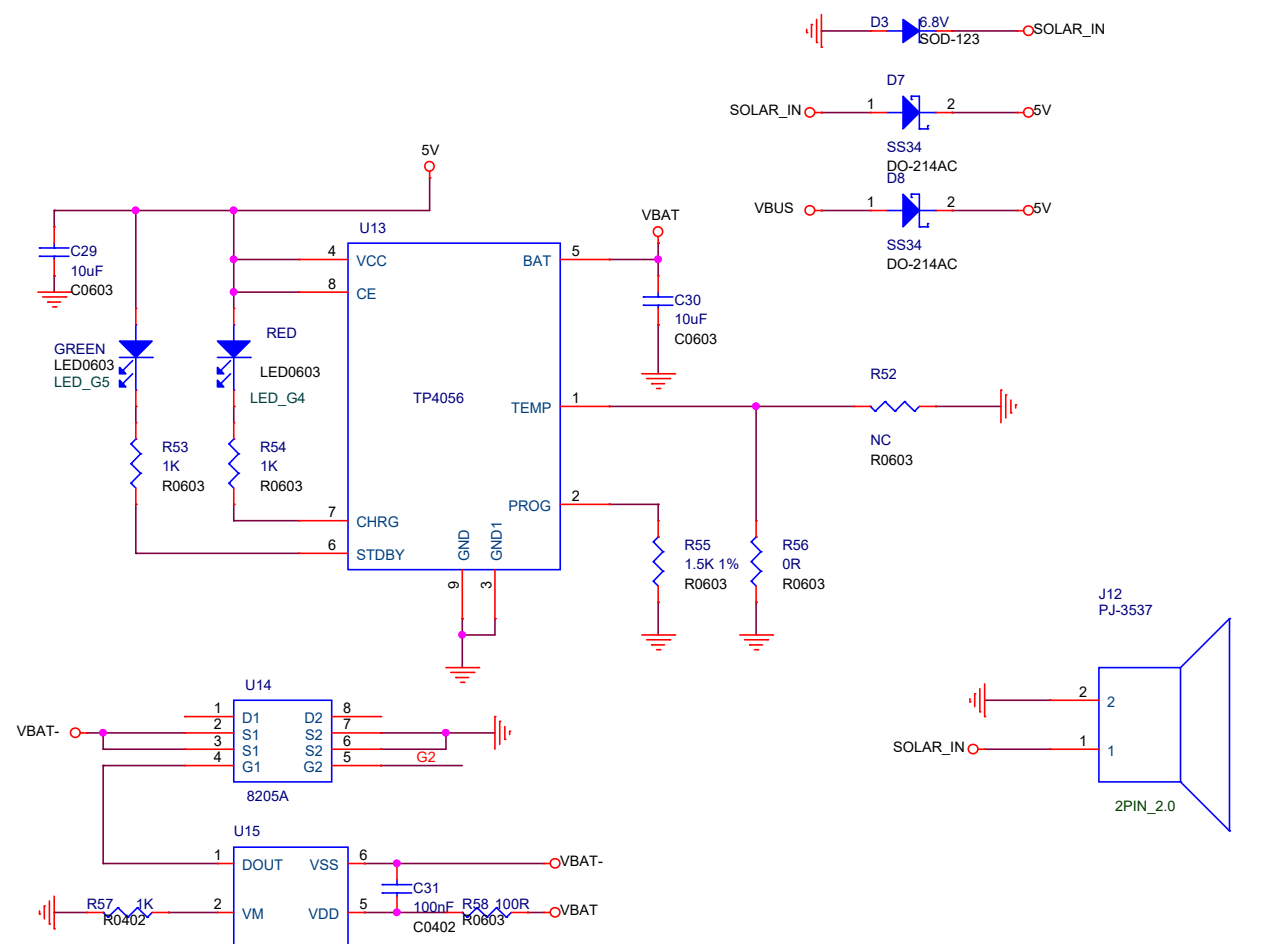 D3 6.8V
SOD-123
SOLAR_IN
D7
SOLAR_IN 1 2 5V
SS34
DO-214AC
D8
VBUS 1 2 5V
SS34
DO-214AC
5V
C29
10uF
C0603
GREEN
LED0603
LED_G5
RED
LED0603
LED_G4
R53
1K
R0603
R54
1K
R0603
U13
4 VCC
8 CE
TP4056
7 CHRG
6 STDBY
BAT 5
TEMP 1
PROG 2
GND 9
GND1 3
VBAT
C30
10uF
C0603
R52
NC
R0603
R55
1.5K 1%
R0603
R56
0R
R0603
J12
PJ-3537
2 2
SOLAR_IN 1 1
2PIN_2.0
U14
VBAT-
1 D1 D2 8
2 S1 S2 7
3 S1 S2 6
4 G1 G2 5 G2
8205A
U15
1 DOUT VSS 6 VBAT-
C31
100nF
C0402
R57 1K
R0402
2 VM VDD 5
R58 100R
R0603
VBAT